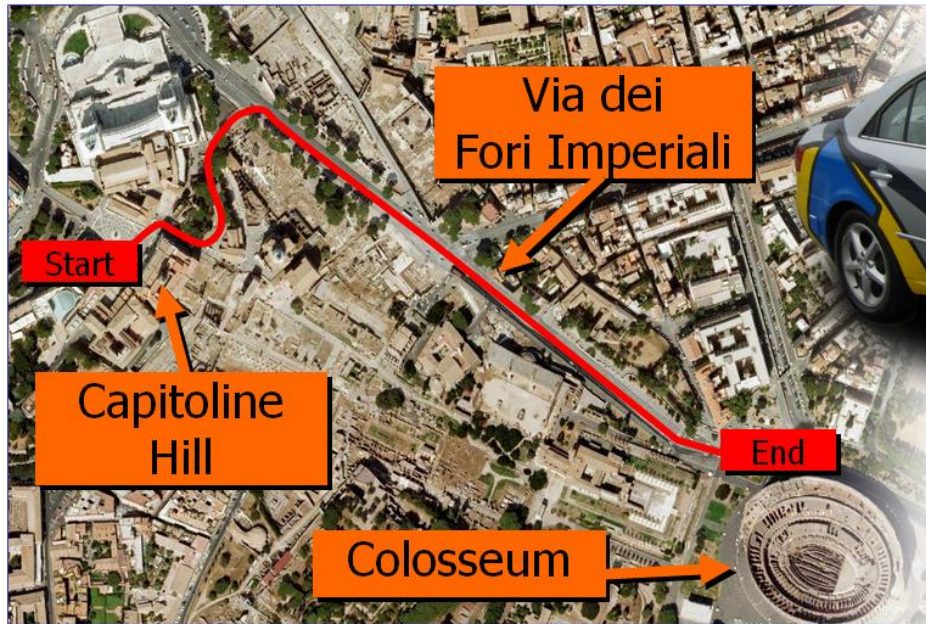 Via dei
Fori Imperiali
Start
Capitoline
Hill
End
Colosseum